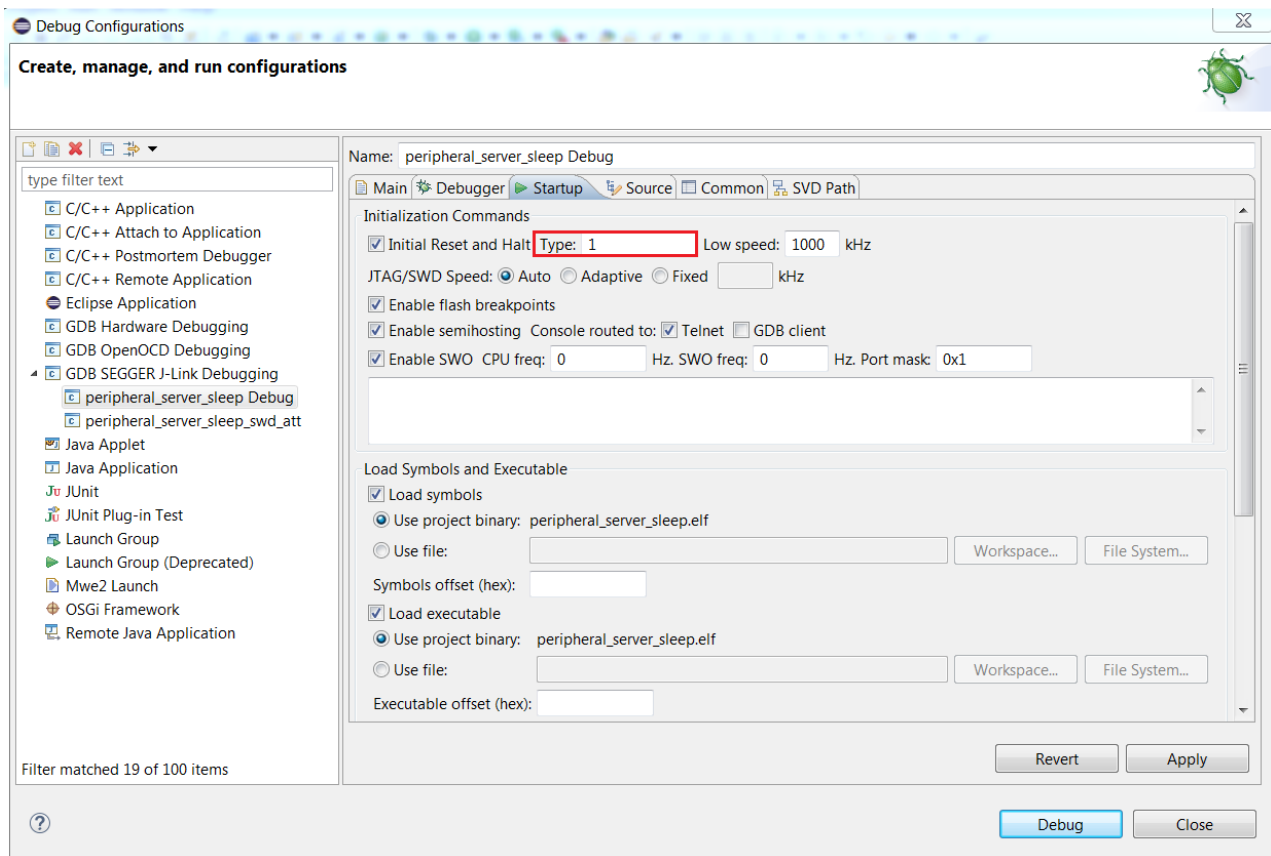 Debug Configurations
Create, manage, and run configurations
type filter text
C/C++ Application
C/C++ Attach to Application
C/C++ Postmortem Debugger
C/C++ Remote Application
Eclipse Application
GDB Hardware Debugging
GDB OpenOCD Debugging
GDB SEGGER J-Link Debugging
peripheral_server_sleep Debug
peripheral_server_sleep_swd_att
Java Applet
Java Application
JUnit
JUnit Plug-in Test
Launch Group
Launch Group (Deprecated)
Mwe2 Launch
OSGi Framework
Remote Java Application
Filter matched 19 of 100 items
Name: peripheral_server_sleep Debug
Main Debugger Startup Source Common SVD Path
Initialization Commands
Initial Reset and Halt Type: 1 Low speed: 1000 kHz
JTAG/SWD Speed: Auto Adaptive Fixed kHz
Enable flash breakpoints
Enable semihosting Console routed to: Telnet GDB client
Enable SWO CPU freq: 0 Hz. SWO freq: 0 Hz. Port mask: 0x1
Load Symbols and Executable
Load symbols
Use project binary: peripheral_server_sleep.elf
Use file: Workspace... File System...
Symbols offset (hex):
Load executable
Use project binary: peripheral_server_sleep.elf
Use file: Workspace... File System...
Executable offset (hex):
Revert Apply
Debug Close